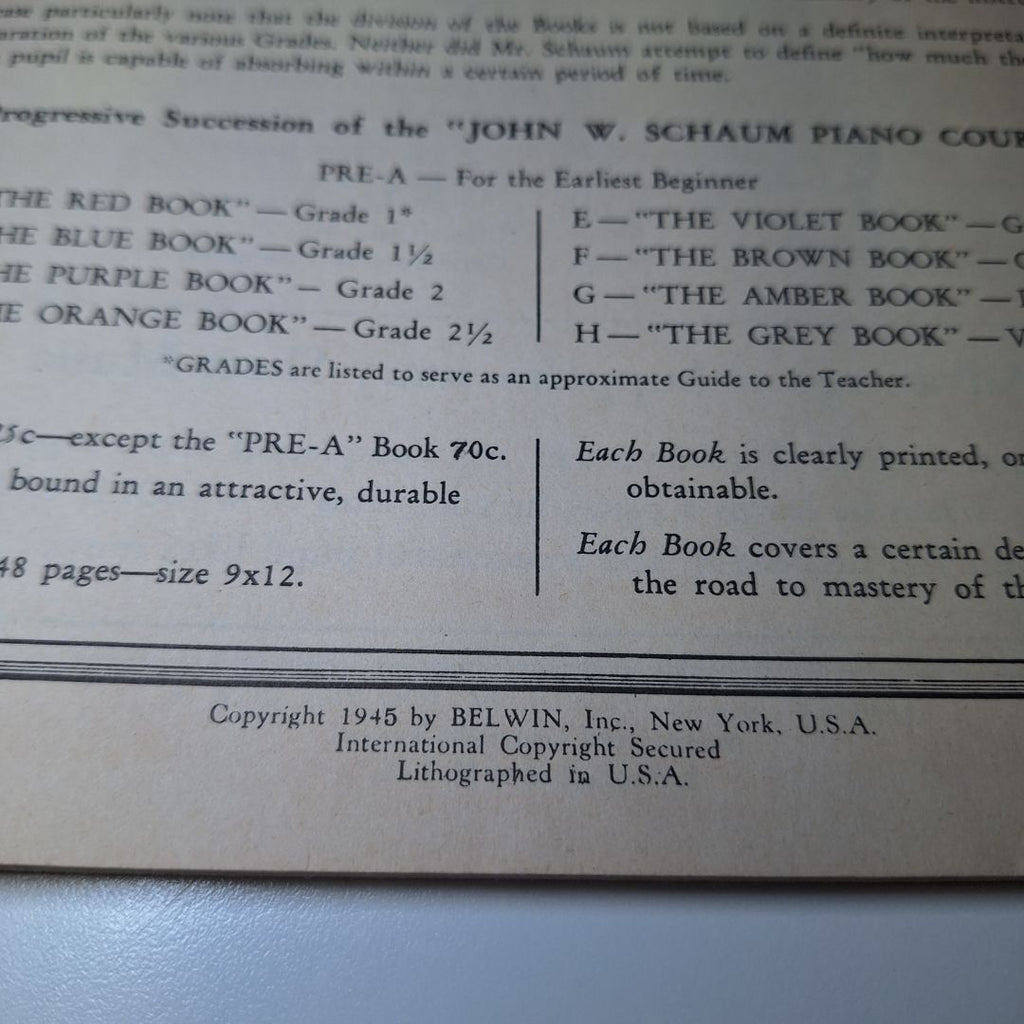 particularly note that the division of the Books is not based on a definite
of the various Grades. Neither did Mr. Schaum attempt to define "how much
pupil is capable of absorbing within a certain period of time.
Progressive Succession of the "JOHN W. SCHAUM PIANO COUR
PRE-A — For the Earliest Beginner
THE RED BOOK" — Grade 1*
HE BLUE BOOK" — Grade 1½
HE PURPLE BOOK" — Grade 2
E ORANGE BOOK" — Grade 2½
E — "THE VIOLET BOOK" — G
F — "THE BROWN BOOK" —
G — "THE AMBER BOOK" —
H — "THE GREY BOOK" — V
*GRADES are listed to serve as an approximate Guide to the Teacher.
5c—except the "PRE-A" Book 70c.
bound in an attractive, durable
48 pages—size 9x12.
Each Book is clearly printed, on
obtainable.
Each Book covers a certain de
the road to mastery of th
Copyright 1945 by BELWIN, Inc., New York, U.S.A.
International Copyright Secured
Lithographed in U.S.A.